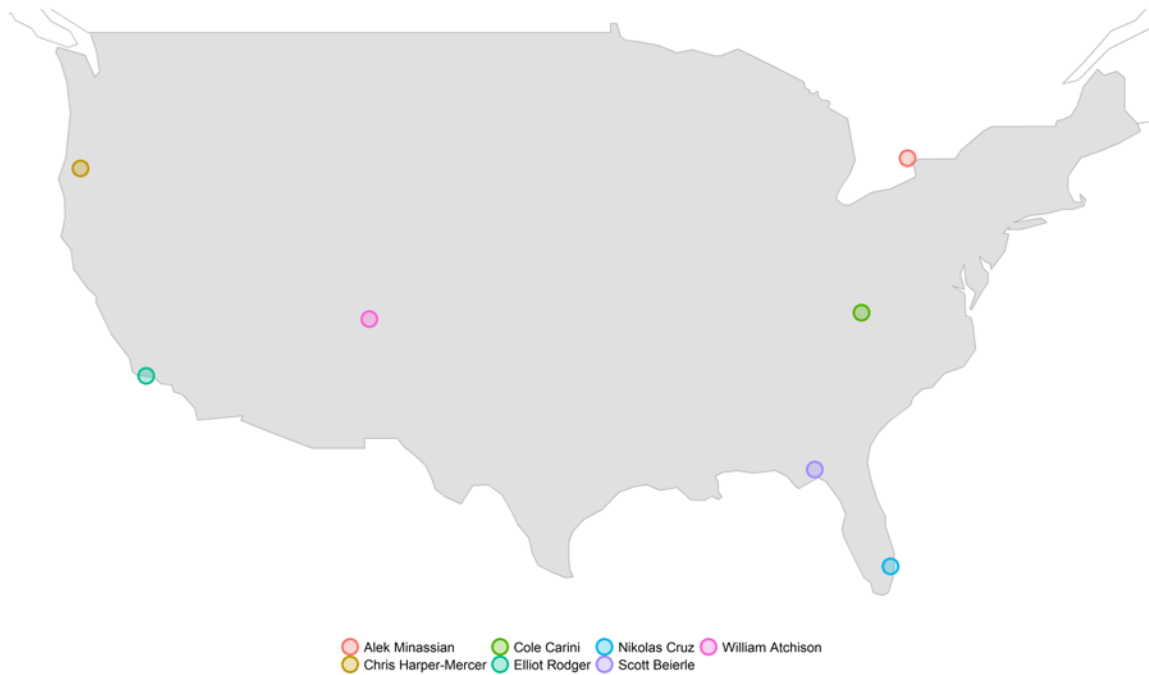 Alek Minassian Cole Carini Nikolas Cruz William Atchison
Chris Harper-Mercer Elliot Rodger Scott Beierle